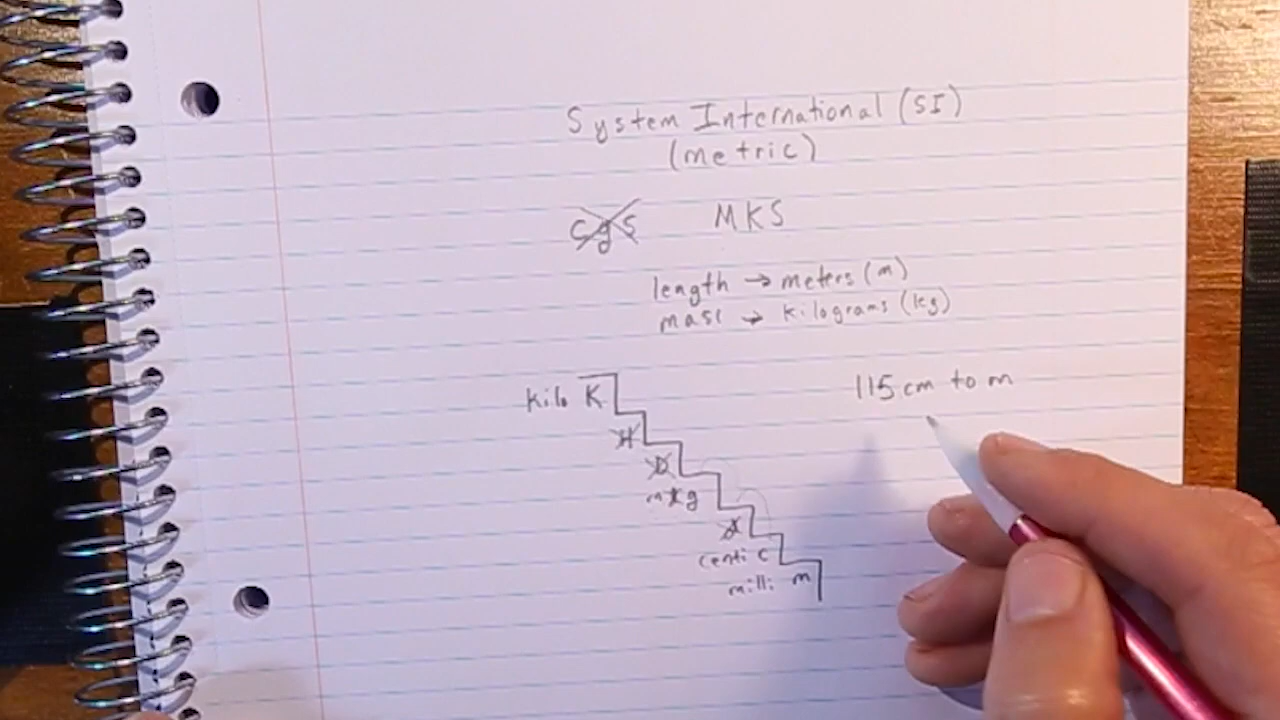 System International (SI)
(metric)
cgs MKS
length → meters (m)
mass → kilograms (kg)
kilo K
115 cm to m
H
D
m L g
d
centi c
milli m